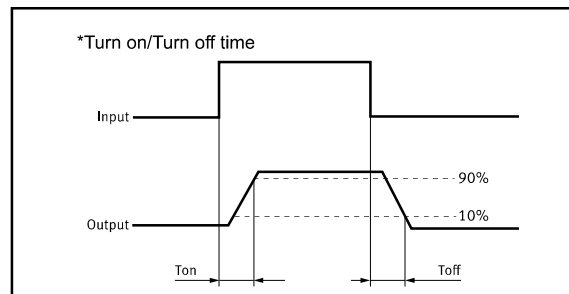 *Turn on/Turn off time
Input
90%
10%
Output
Ton
Toff